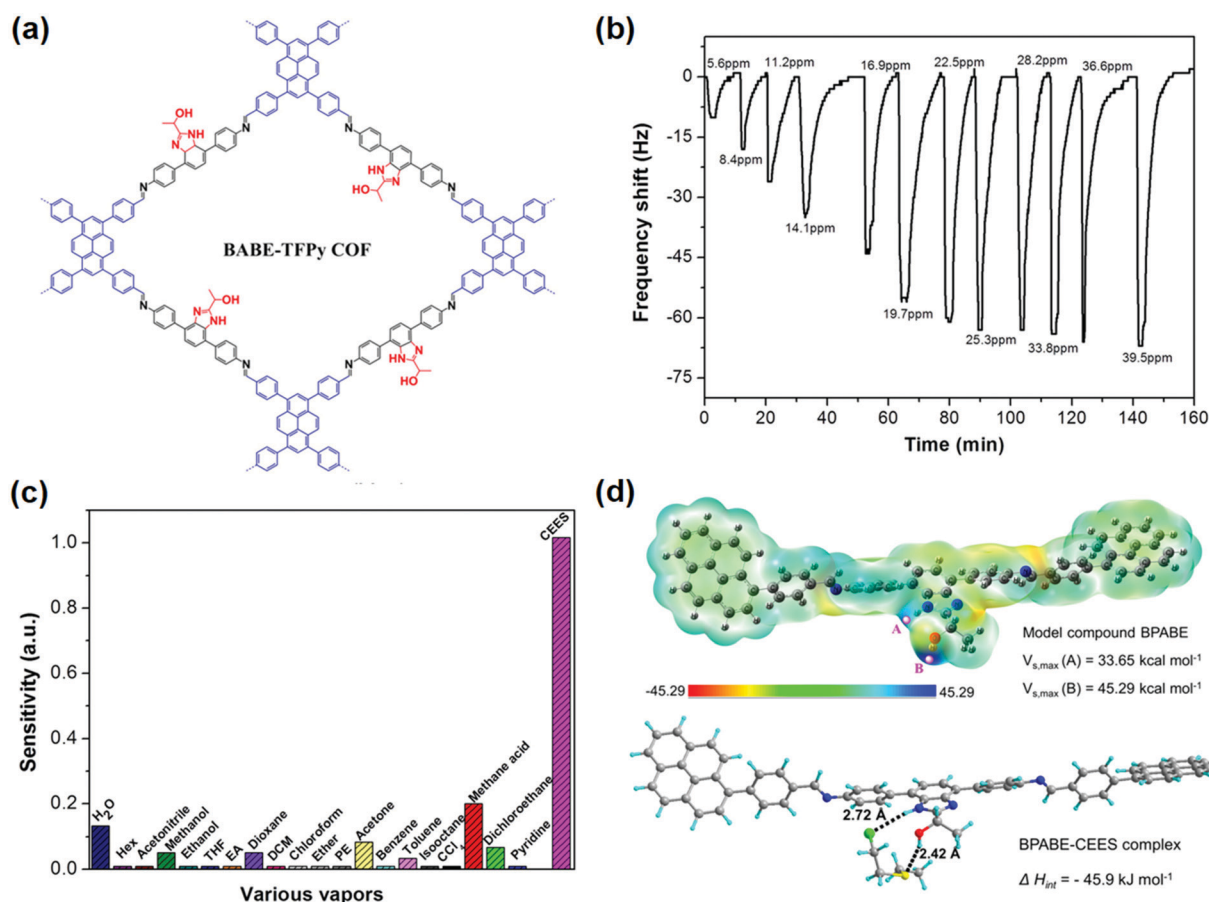 (a)
OH
NH
N
N
N
HN
N
HO
N
N
BABE-TFPy COF
N
OH
N
NH
N
N
N
HN
HO
N
(b)
Frequency shift (Hz)
0
-15
-30
-45
-60
-75
5.6ppm
11.2ppm
16.9ppm
22.5ppm
28.2ppm
36.6ppm
8.4ppm
14.1ppm
19.7ppm
25.3ppm
33.8ppm
39.5ppm
0 20 40 60 80 100 120 140 160
Time (min)
(c)
Sensitivity (a.u.)
1.0
0.8
0.6
0.4
0.2
0.0
H2O
Hex
Acetonitrile
Methanol
Ethanol
THF
EA
Dioxane
DCM
Chloroform
Ether
PE
Acetone
Benzene
Toluene
Isooctane
CCl4
Methane acid
Dichloroethane
Pyridine
CEES
Various vapors
(d)
A
B
Model compound BPABE
Vs,max (A) = 33.65 kcal mol-1
Vs,max (B) = 45.29 kcal mol-1
-45.29
45.29
2.72 Å
2.42 Å
BPABE-CEES complex
Δ Hint = - 45.9 kJ mol-1